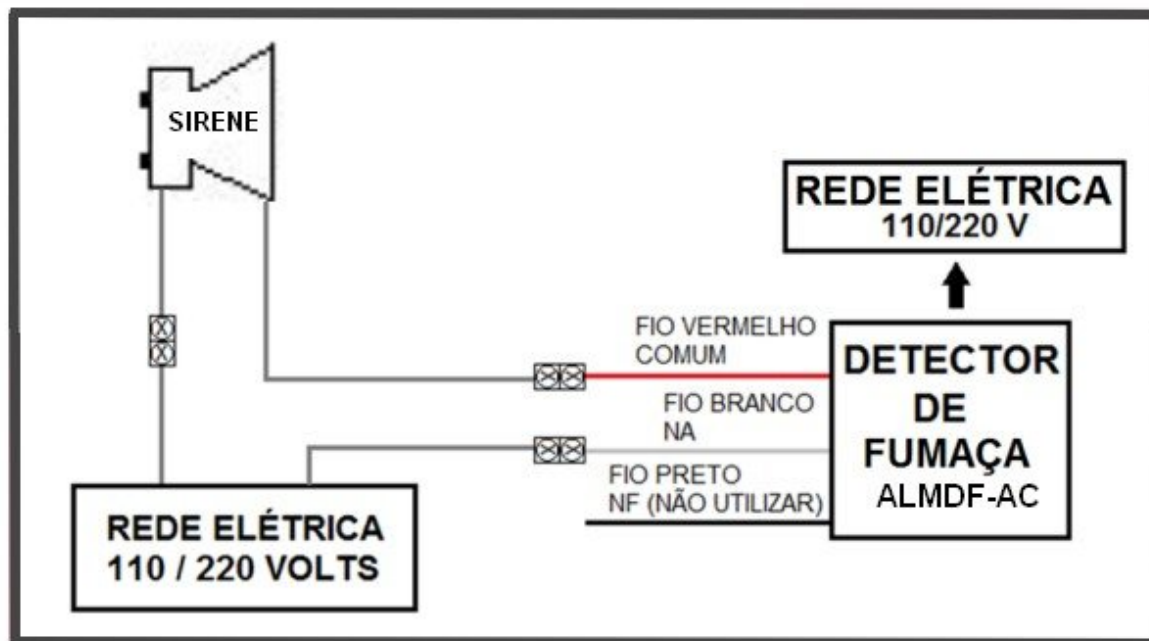 SIRENE
REDE ELÉTRICA
110/220 V
FIO VERMELHO
COMUM
FIO BRANCO
NA
FIO PRETO
NF (NÃO UTILIZAR)
DETECTOR
DE
FUMAÇA
ALMDF-AC
REDE ELÉTRICA
110 / 220 VOLTS